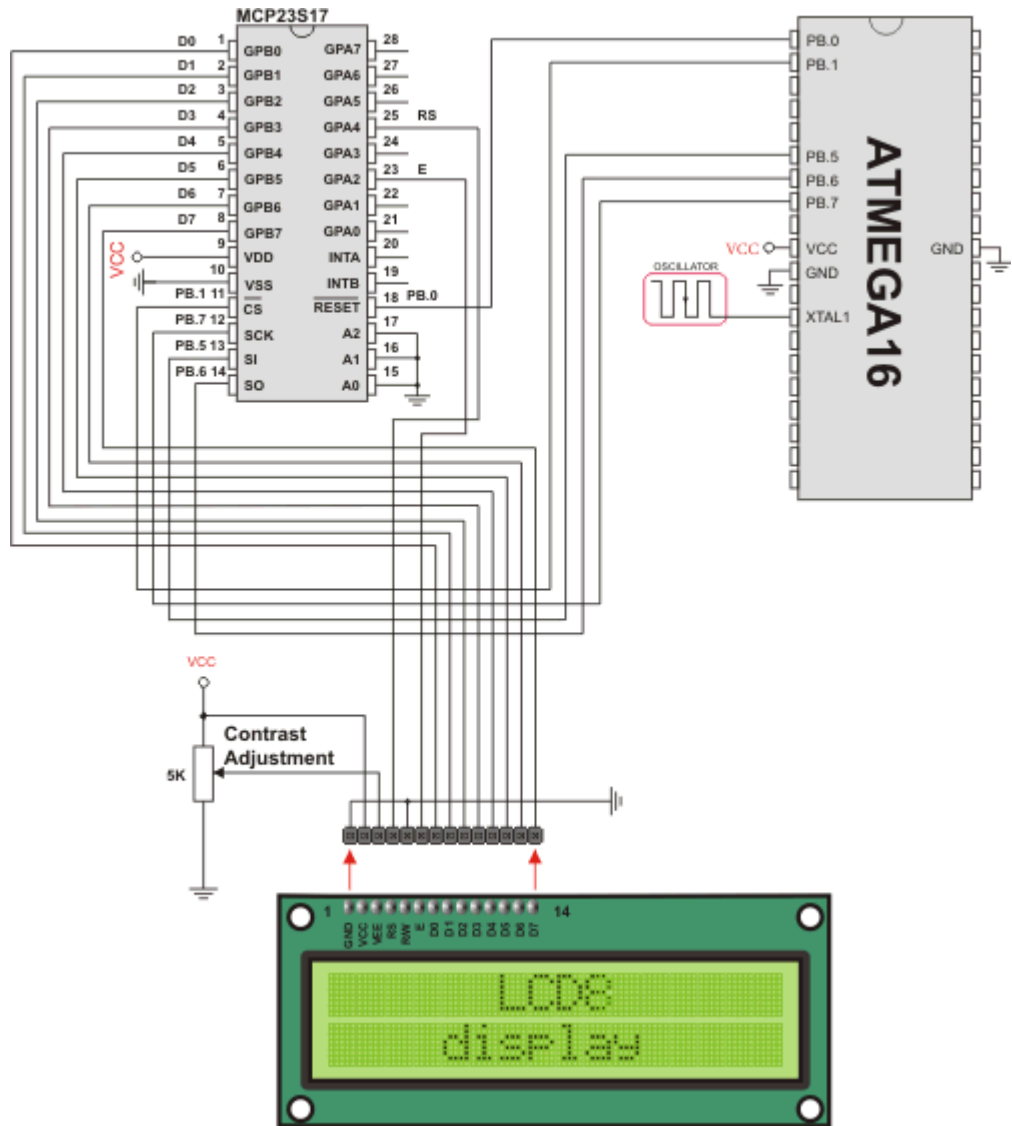 MCP23S17
D0 1 GPB0 GPA7 28
D1 2 GPB1 GPA6 27
D2 3 GPB2 GPA5 26
D3 4 GPB3 GPA4 25 RS
D4 5 GPB4 GPA3 24
D5 6 GPB5 GPA2 23 E
D6 7 GPB6 GPA1 22
D7 8 GPB7 GPA0 21
VCC 9 VDD INTA 20
10 VSS INTB 19
PB.1 11 CS RESET 18 PB.0
PB.7 12 SCK A2 17
PB.5 13 SI A1 16
PB.6 14 SO A0 15
PB.0
PB.1
PB.5
PB.6
PB.7
VCC VCC GND
GND
OSCILLATOR
XTAL1
ATMEGA16
VCC
Contrast
Adjustment
5K
1 14
GND VCC VEE RS RW E D0 D1 D2 D3 D4 D5 D6 D7
LCD8
display